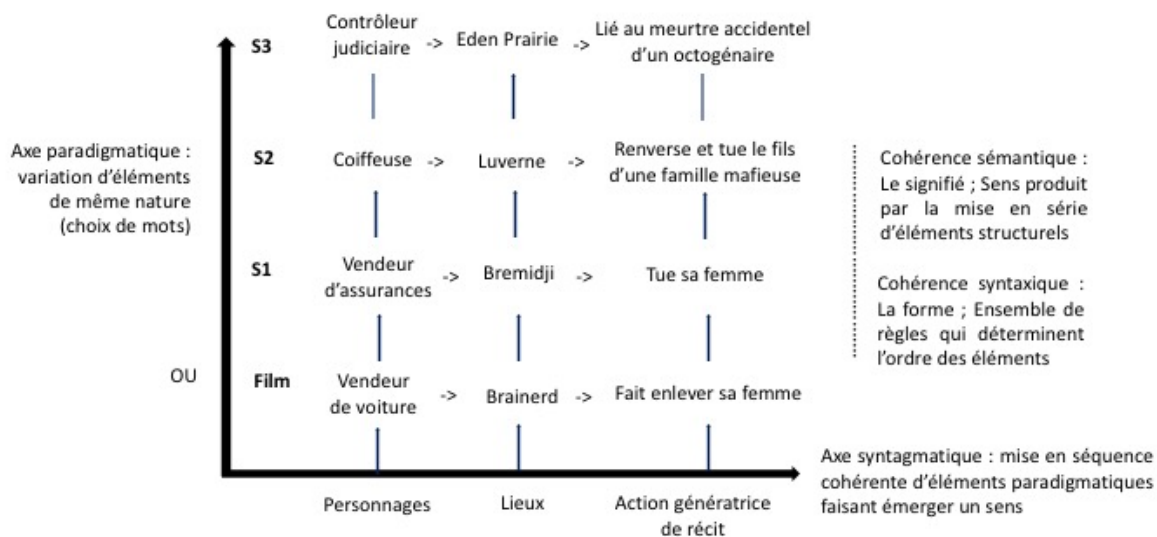 S3
Contrôleur
judiciaire
->
Eden Prairie
->
Lié au meurtre accidentel
d'un octogénaire
Axe paradigmatique :
variation d'éléments
de même nature
(choix de mots)
S2
Coiffeuse
->
Luverne
->
Renverse et tue le fils
d'une famille mafieuse
Cohérence sémantique :
Le signifié ; Sens produit
par la mise en série
d'éléments structurels
S1
Vendeur
d'assurances
->
Bremidji
->
Tue sa femme
Cohérence syntaxique :
La forme ; Ensemble de
règles qui déterminent
l'ordre des éléments
OU
Film
Vendeur
de voiture
->
Brainerd
->
Fait enlever sa femme
Axe syntagmatique : mise en séquence
cohérente d'éléments paradigmatiques
faisant émerger un sens
Personnages
Lieux
Action génératrice
de récit